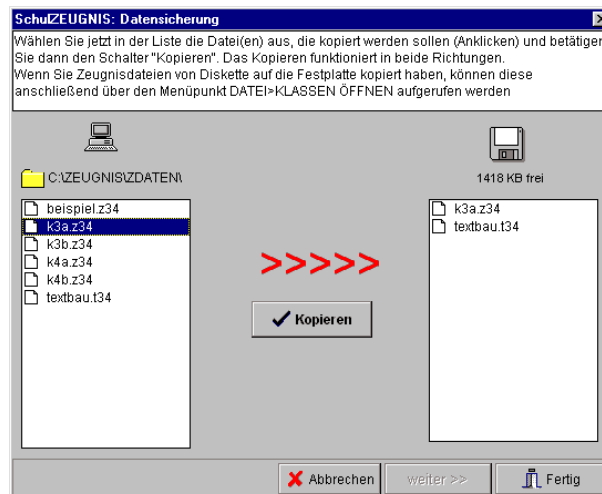 SchulZEUGNIS: Datensicherung
Wählen Sie jetzt in der Liste die Datei(en) aus, die kopiert werden sollen (Anklicken) und betätigen
Sie dann den Schalter "Kopieren". Das Kopieren funktioniert in beide Richtungen.
Wenn Sie Zeugnisdateien von Diskette auf die Festplatte kopiert haben, können diese
anschließend über den Menüpunkt DATEI>KLASSEN ÖFFNEN aufgerufen werden
C:\ZEUGNIS\ZDATEN\
beispiel.z34
k3a.z34
k3b.z34
k4a.z34
k4b.z34
textbau.t34
>>>>>
Kopieren
1418 KB frei
k3a.z34
textbau.t34
Abbrechen
weiter >>
Fertig